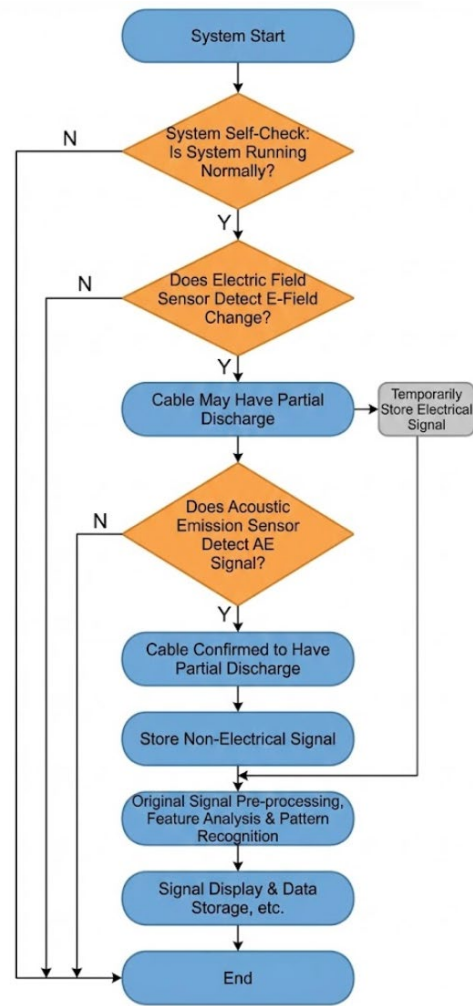 System Start
N
System Self-Check:
Is System Running
Normally?
Y
N
Does Electric Field
Sensor Detect E-Field
Change?
Y
Cable May Have Partial
Discharge
Temporarily
Store Electrical
Signal
N
Does Acoustic
Emission Sensor
Detect AE
Signal?
Y
Cable Confirmed to Have
Partial Discharge
Store Non-Electrical Signal
Original Signal Pre-processing,
Feature Analysis & Pattern
Recognition
Signal Display & Data
Storage, etc.
End